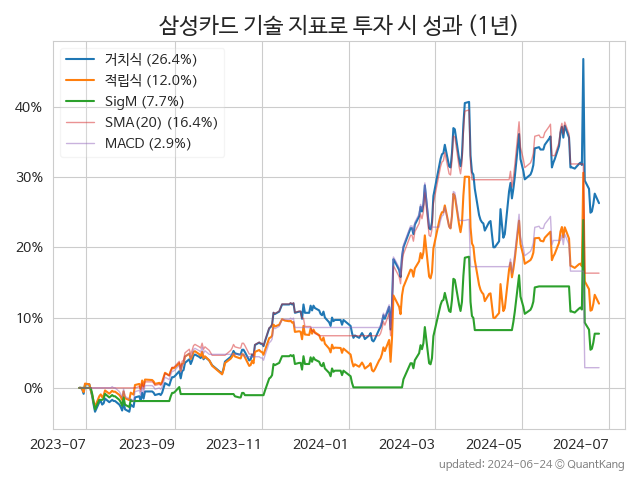 삼성카드 기술 지표로 투자 시 성과 (1년)
거치식 (26.4%)
적립식 (12.0%)
SigM (7.7%)
SMA(20) (16.4%)
MACD (2.9%)
40%
30%
20%
10%
0%
2023-07
2023-09
2023-11
2024-01
2024-03
2024-05
2024-07
updated: 2024-06-24 © QuantKang